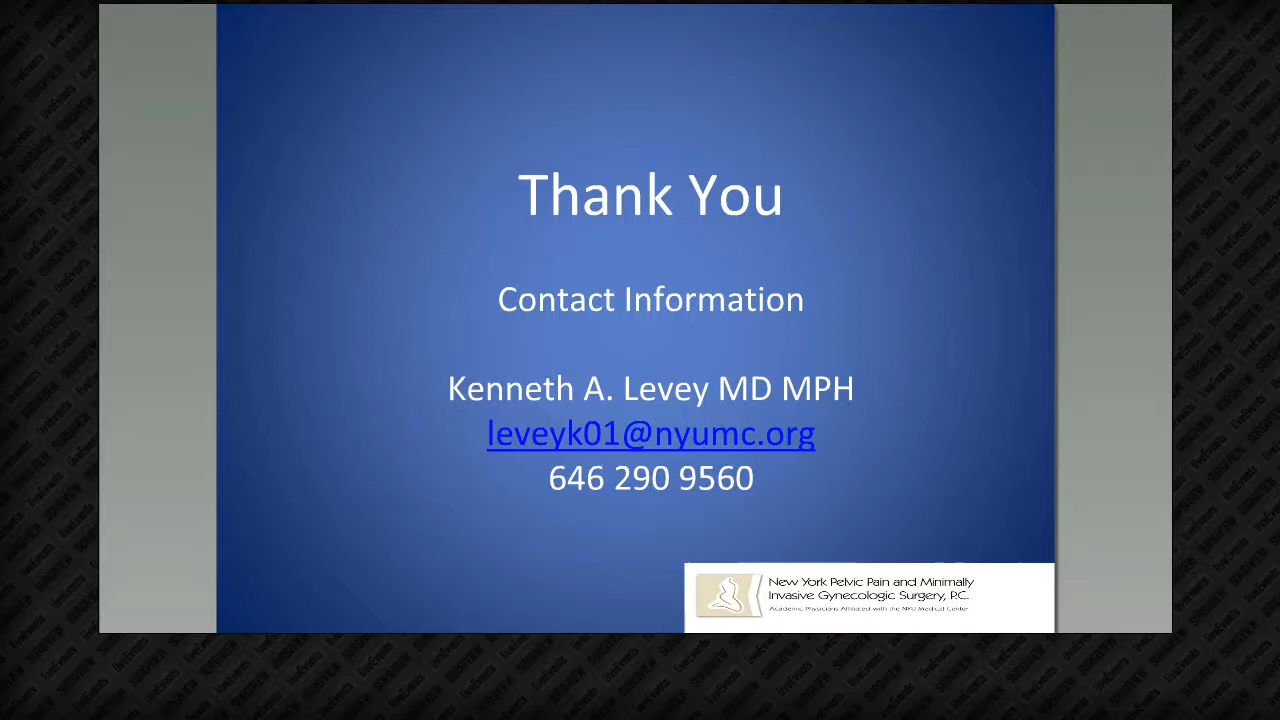 Thank You
Contact Information
Kenneth A. Levey MD MPH
leveyk01@nyumc.org
646 290 9560
New York Pelvic Pain and Minimally
Invasive Gynecologic Surgery, P.C.
Academic Physicians Affiliated with the NYU Medical Center